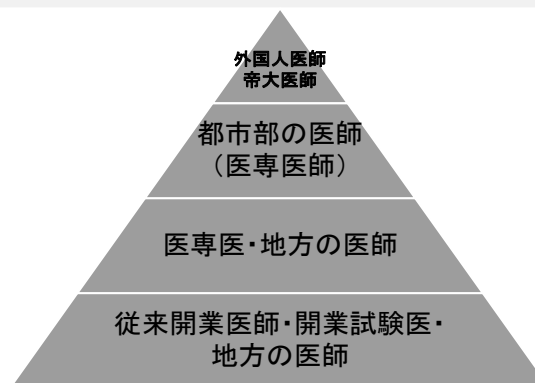 外国人医師
帝大医師
都市部の医師
（医専医師）
医専医・地方の医師
従来開業医師・開業試験医・
地方の医師